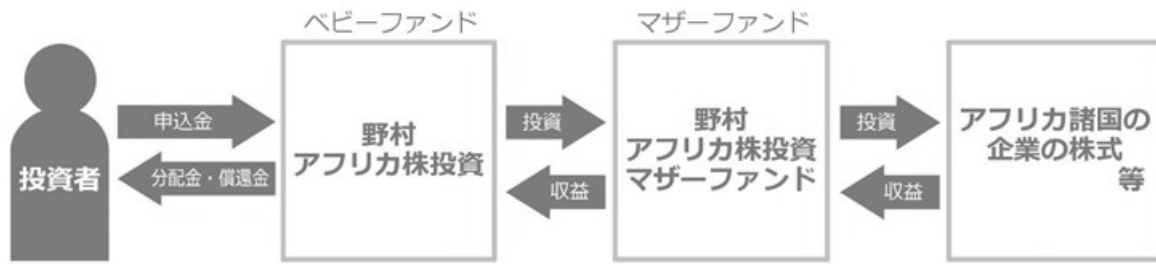 ベビーファンド
マザーファンド
投資者
申込金
分配金・償還金
野村
アフリカ株投資
投資
収益
野村
アフリカ株投資
マザーファンド
投資
収益
アフリカ諸国の
企業の株式
等